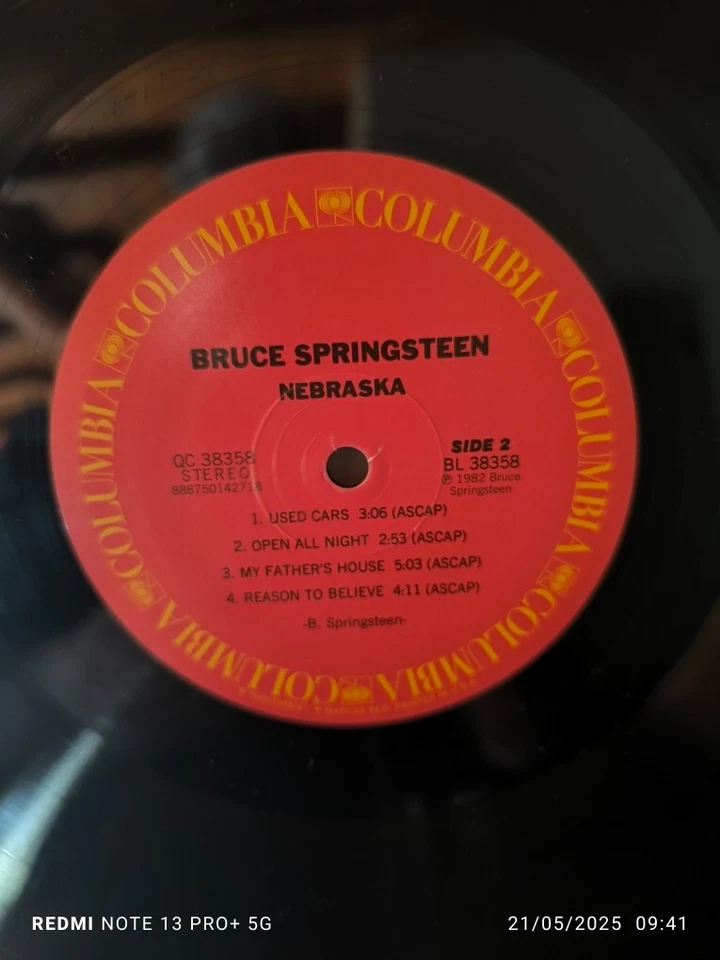 COLUMBIA COLUMBIA COLUMBIA COLUMBIA COLUMBIA COLUMBIA
BRUCE SPRINGSTEEN
NEBRASKA
QC 38358
STEREO
888750142713
SIDE 2
BL 38358
℗ 1982 Bruce
Springsteen
1. USED CARS 3:06 (ASCAP)
2. OPEN ALL NIGHT 2:53 (ASCAP)
3. MY FATHER'S HOUSE 5:03 (ASCAP)
4. REASON TO BELIEVE 4:11 (ASCAP)
-B. Springsteen-
REDMI NOTE 13 PRO+ 5G
21/05/2025 09:41